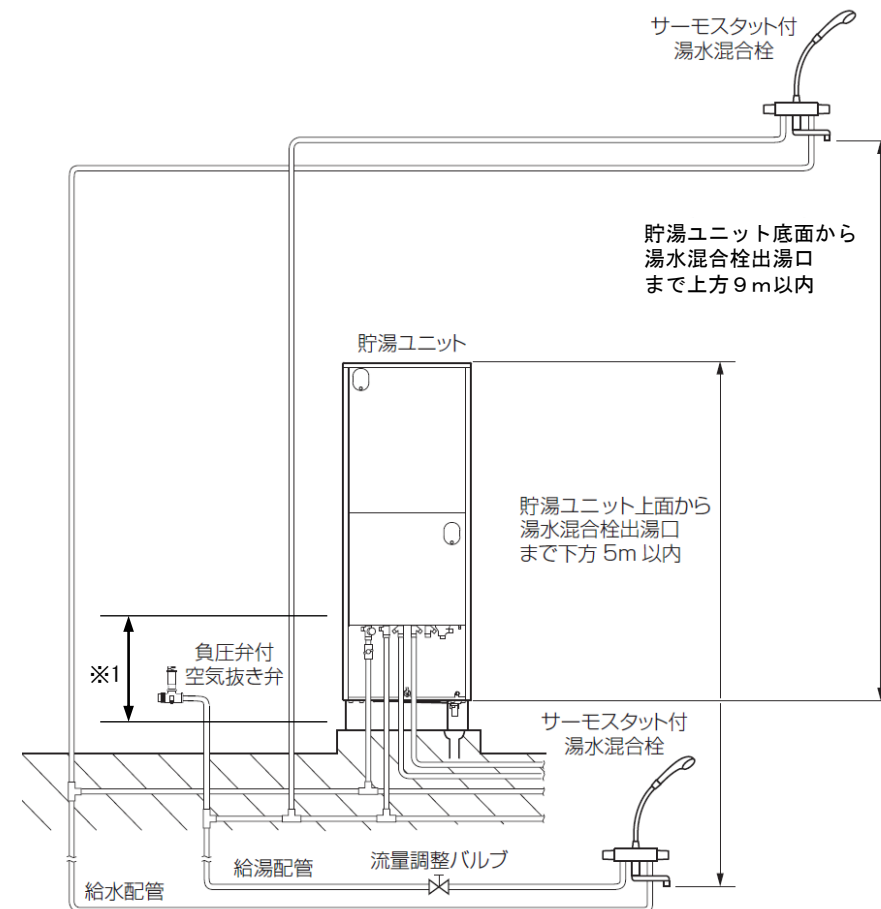 サーモスタット付
湯水混合栓
貯湯ユニット底面から
湯水混合栓出湯口
まで上方９ｍ以内
貯湯ユニット
貯湯ユニット上面から
湯水混合栓出湯口
まで下方 5m 以内
負圧弁付
空気抜き弁
※1
サーモスタット付
湯水混合栓
給湯配管
流量調整バルブ
給水配管